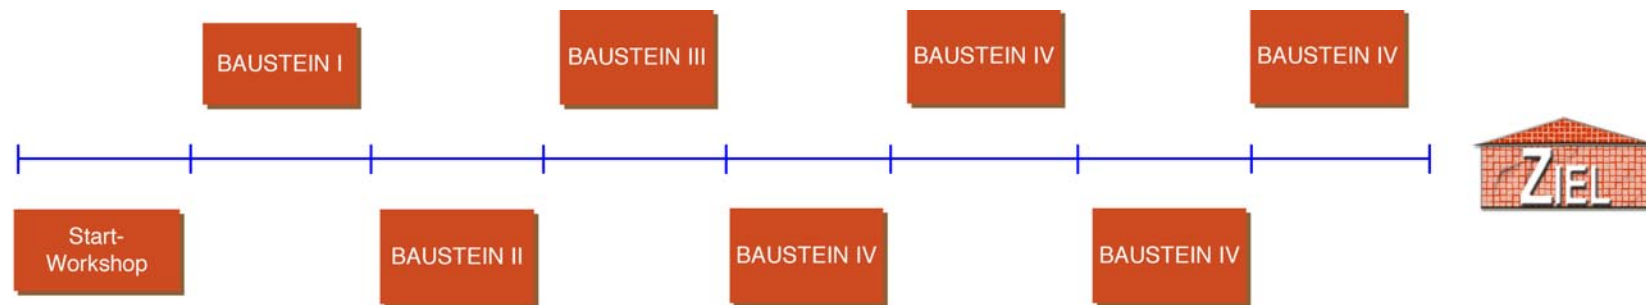 BAUSTEIN I
BAUSTEIN III
BAUSTEIN IV
BAUSTEIN IV
ZIEL
Start-
Workshop
BAUSTEIN II
BAUSTEIN IV
BAUSTEIN IV